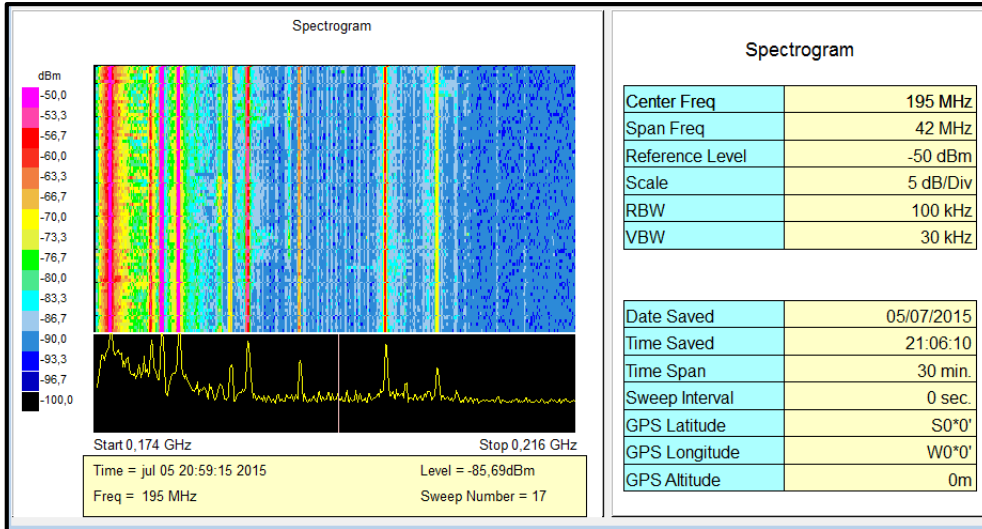 Spectrogram
dBm
-50,0
-53,3
-56,7
-60,0
-63,3
-66,7
-70,0
-73,3
-76,7
-80,0
-83,3
-86,7
-90,0
-93,3
-96,7
-100,0
Start 0,174 GHz Stop 0,216 GHz
Time = jul 05 20:59:15 2015 Level = -85,69dBm
Freq = 195 MHz Sweep Number = 17
Spectrogram
Center Freq 195 MHz
Span Freq 42 MHz
Reference Level -50 dBm
Scale 5 dB/Div
RBW 100 kHz
VBW 30 kHz
Date Saved 05/07/2015
Time Saved 21:06:10
Time Span 30 min.
Sweep Interval 0 sec.
GPS Latitude S0*0'
GPS Longitude W0*0'
GPS Altitude 0m